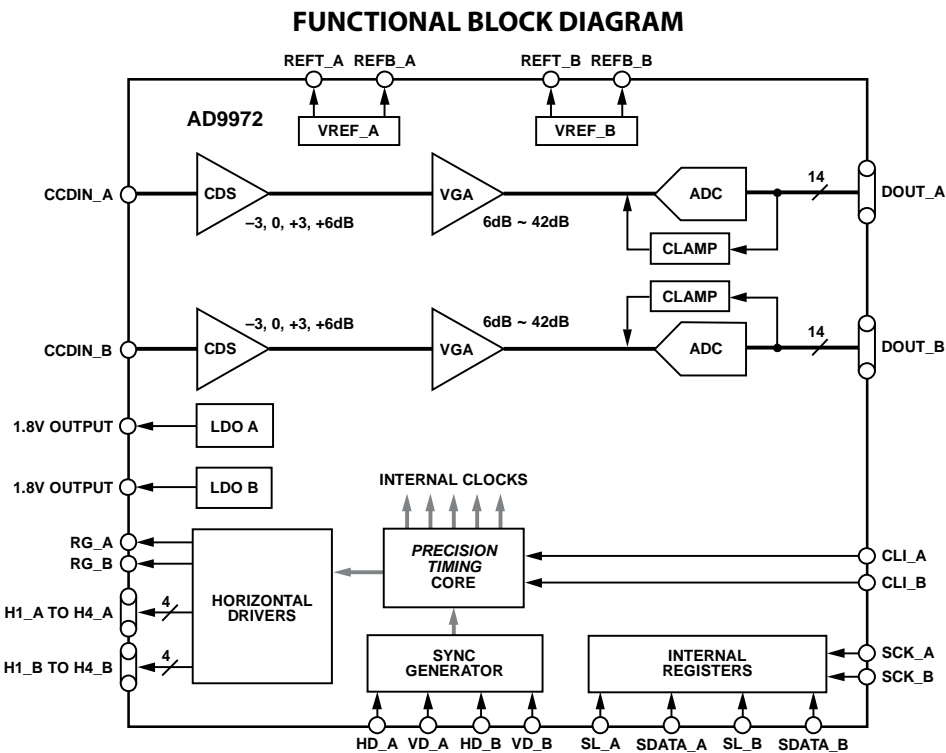 FUNCTIONAL BLOCK DIAGRAM
REFT_A REFB_A REFT_B REFB_B
AD9972
VREF_A VREF_B
CCDIN_A CDS VGA ADC 14 DOUT_A
–3, 0, +3, +6dB 6dB ~ 42dB
CLAMP
CLAMP
–3, 0, +3, +6dB 6dB ~ 42dB
CCDIN_B CDS VGA ADC 14 DOUT_B
1.8V OUTPUT LDO A
1.8V OUTPUT LDO B
INTERNAL CLOCKS
RG_A
RG_B
H1_A TO H4_A 4
H1_B TO H4_B 4
HORIZONTAL
DRIVERS
PRECISION
TIMING
CORE
CLI_A
CLI_B
SYNC
GENERATOR
INTERNAL
REGISTERS
SCK_A
SCK_B
HD_A VD_A HD_B VD_B SL_A SDATA_A SL_B SDATA_B